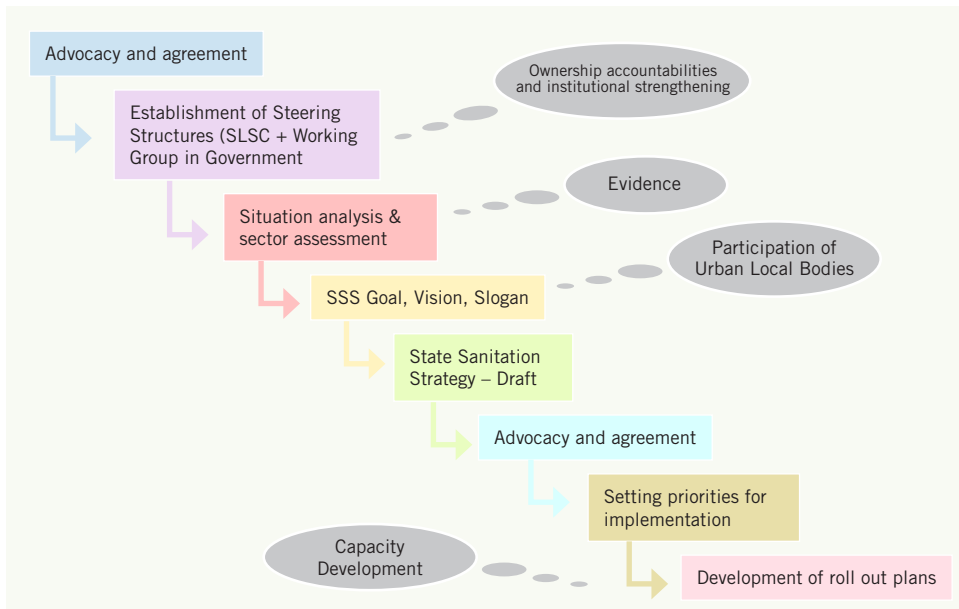 Advocacy and agreement
Ownership accountabilities
and institutional strengthening
Establishment of Steering
Structures (SLSC + Working
Group in Government
Evidence
Situation analysis &
sector assessment
Participation of
Urban Local Bodies
SSS Goal, Vision, Slogan
State Sanitation
Strategy – Draft
Advocacy and agreement
Setting priorities for
implementation
Capacity
Development
Development of roll out plans